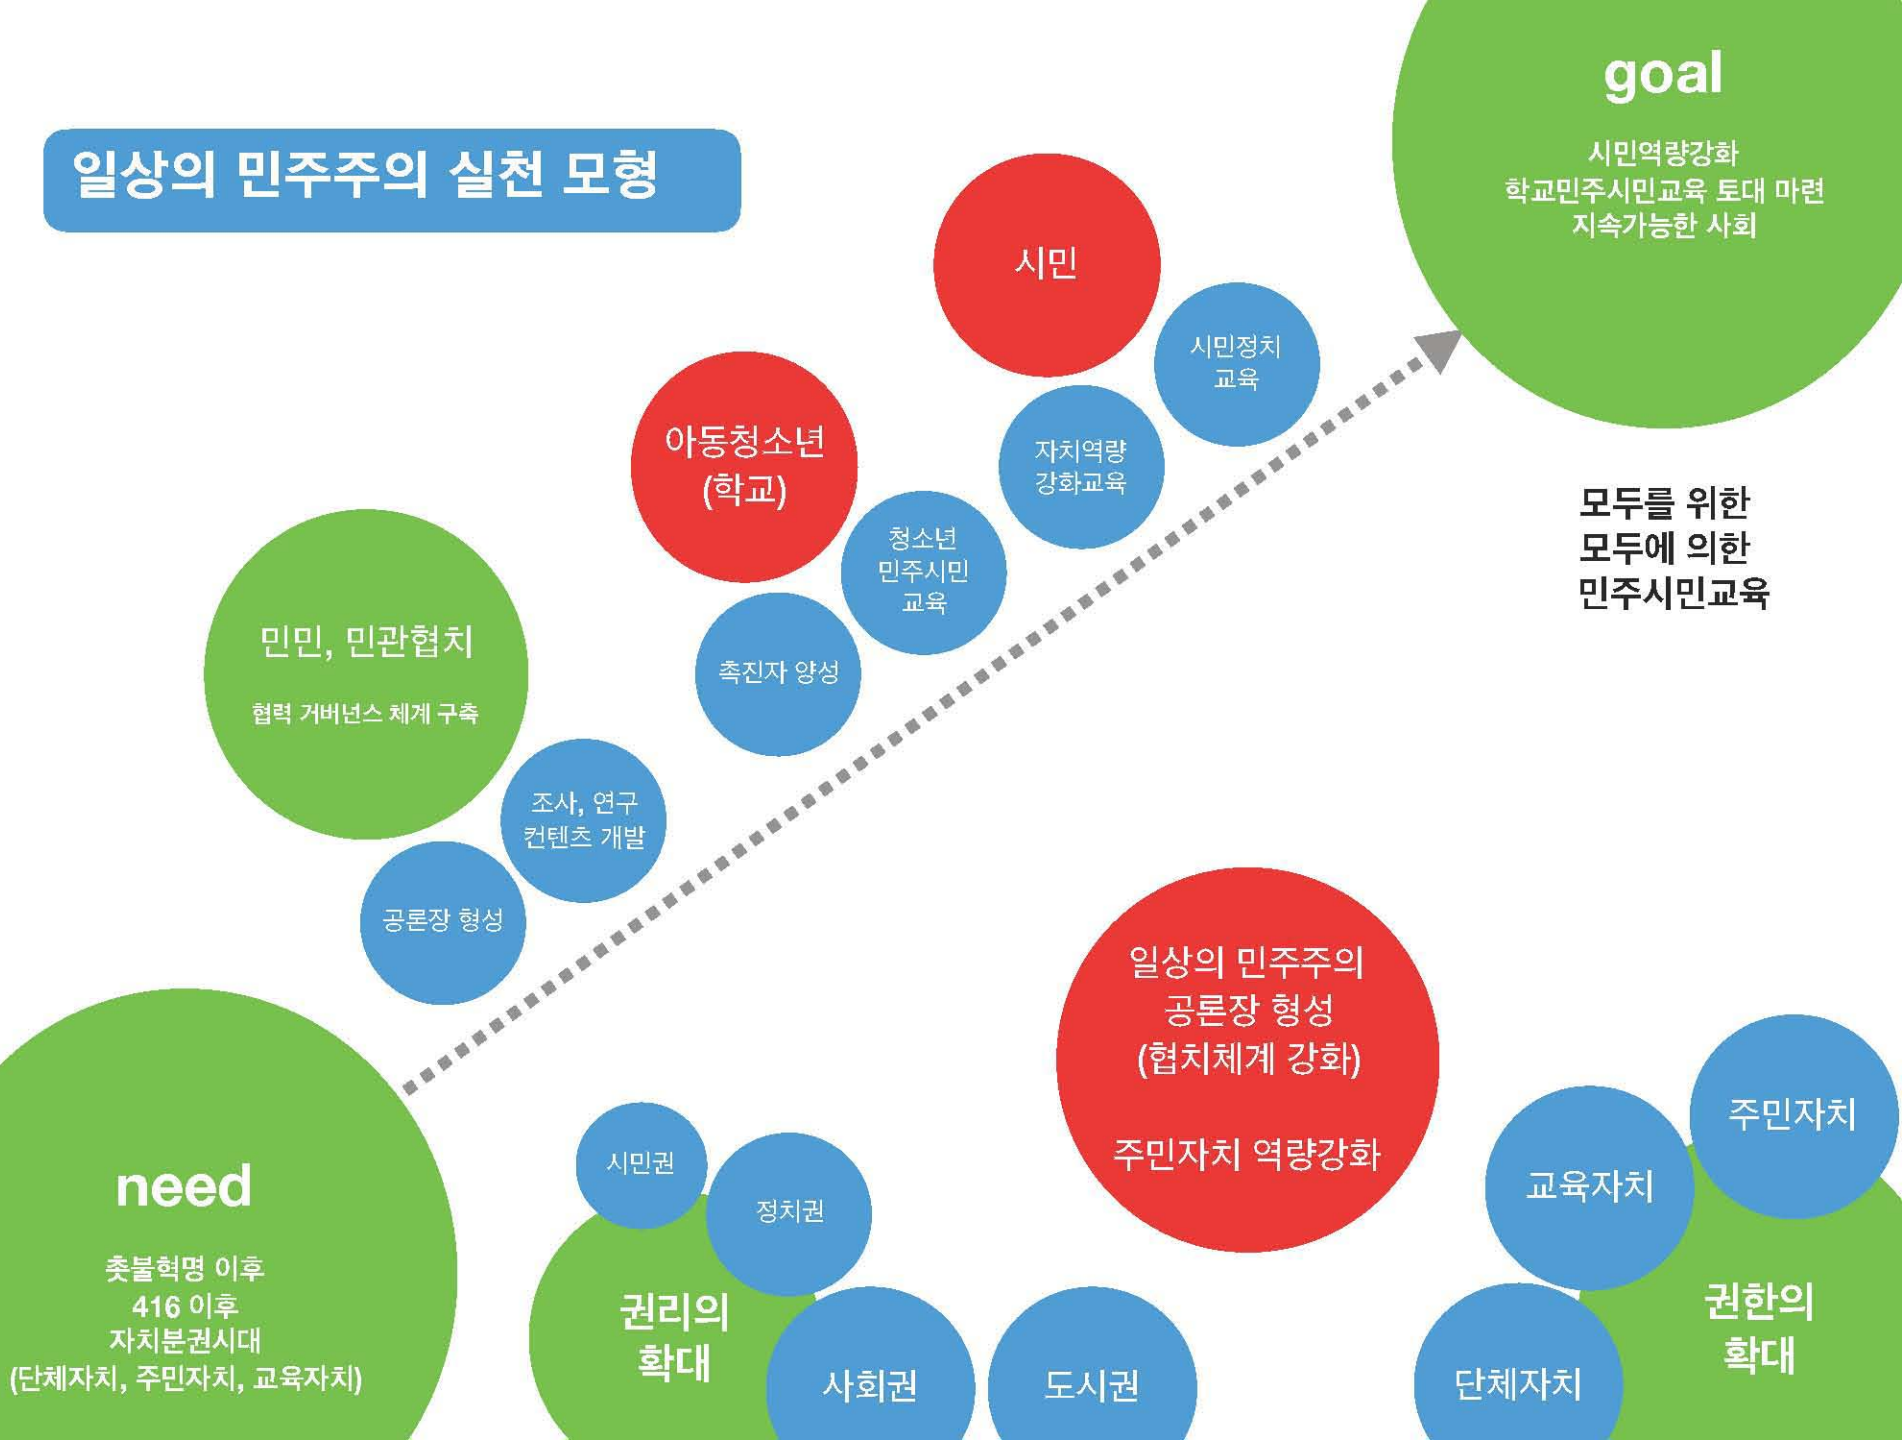 일상의 민주주의 실천 모형
goal
시민역량강화
학교민주시민교육 토대 마련
지속가능한 사회
시민
시민정치
교육
아동청소년
(학교)
자치역량
강화교육
청소년
민주시민
교육
촉진자 양성
모두를 위한
모두에 의한
민주시민교육
민민, 민관협치
협력 거버넌스 체계 구축
조사, 연구
컨텐츠 개발
공론장 형성
need
촛불혁명 이후
416 이후
자치분권시대
(단체자치, 주민자치, 교육자치)
시민권
정치권
권리의
확대
사회권
도시권
일상의 민주주의
공론장 형성
(협치체계 강화)
주민자치 역량강화
주민자치
교육자치
권한의
확대
단체자치